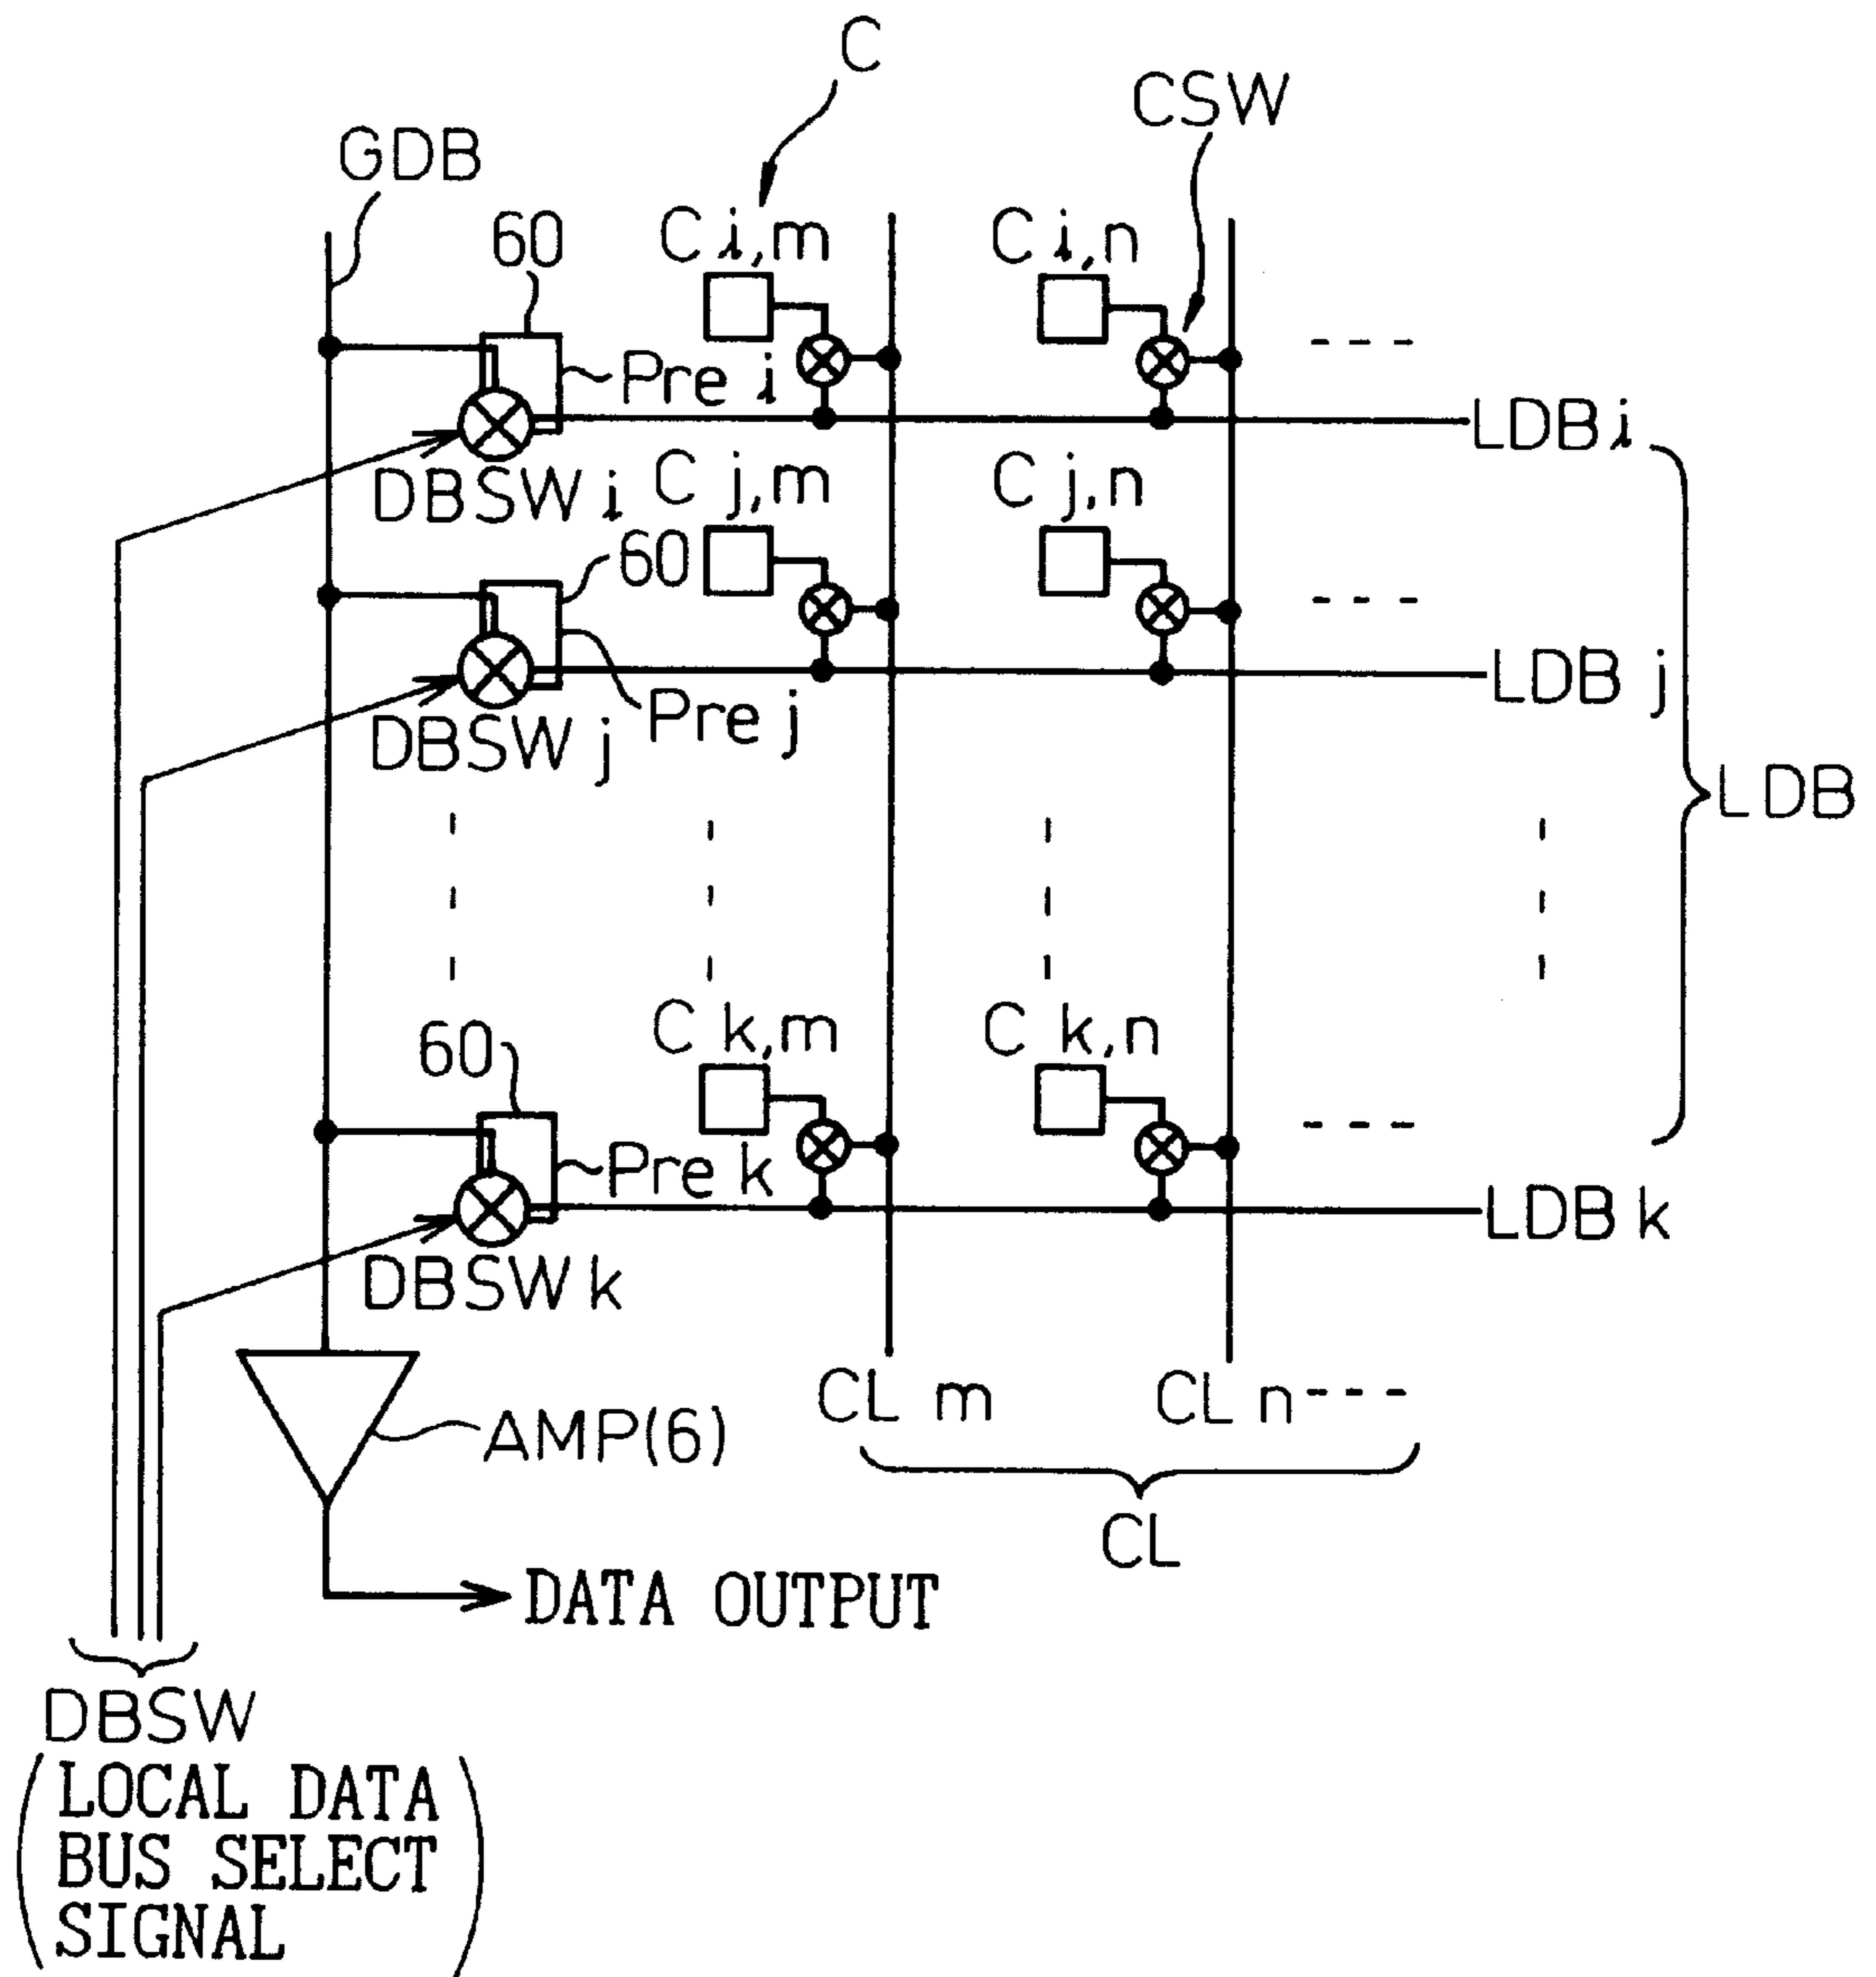 C
CSW
GDB
60
C i,m
C i,n
Pre i
LDB i
DBSW i
C j,m
C j,n
60
LDB j
Pre j
DBSW j
LDB
60
C k,m
C k,n
Pre k
LDB k
DBSW k
CL m
CL n
AMP(6)
CL
DATA OUTPUT
DBSW
(LOCAL DATA
BUS SELECT
SIGNAL)